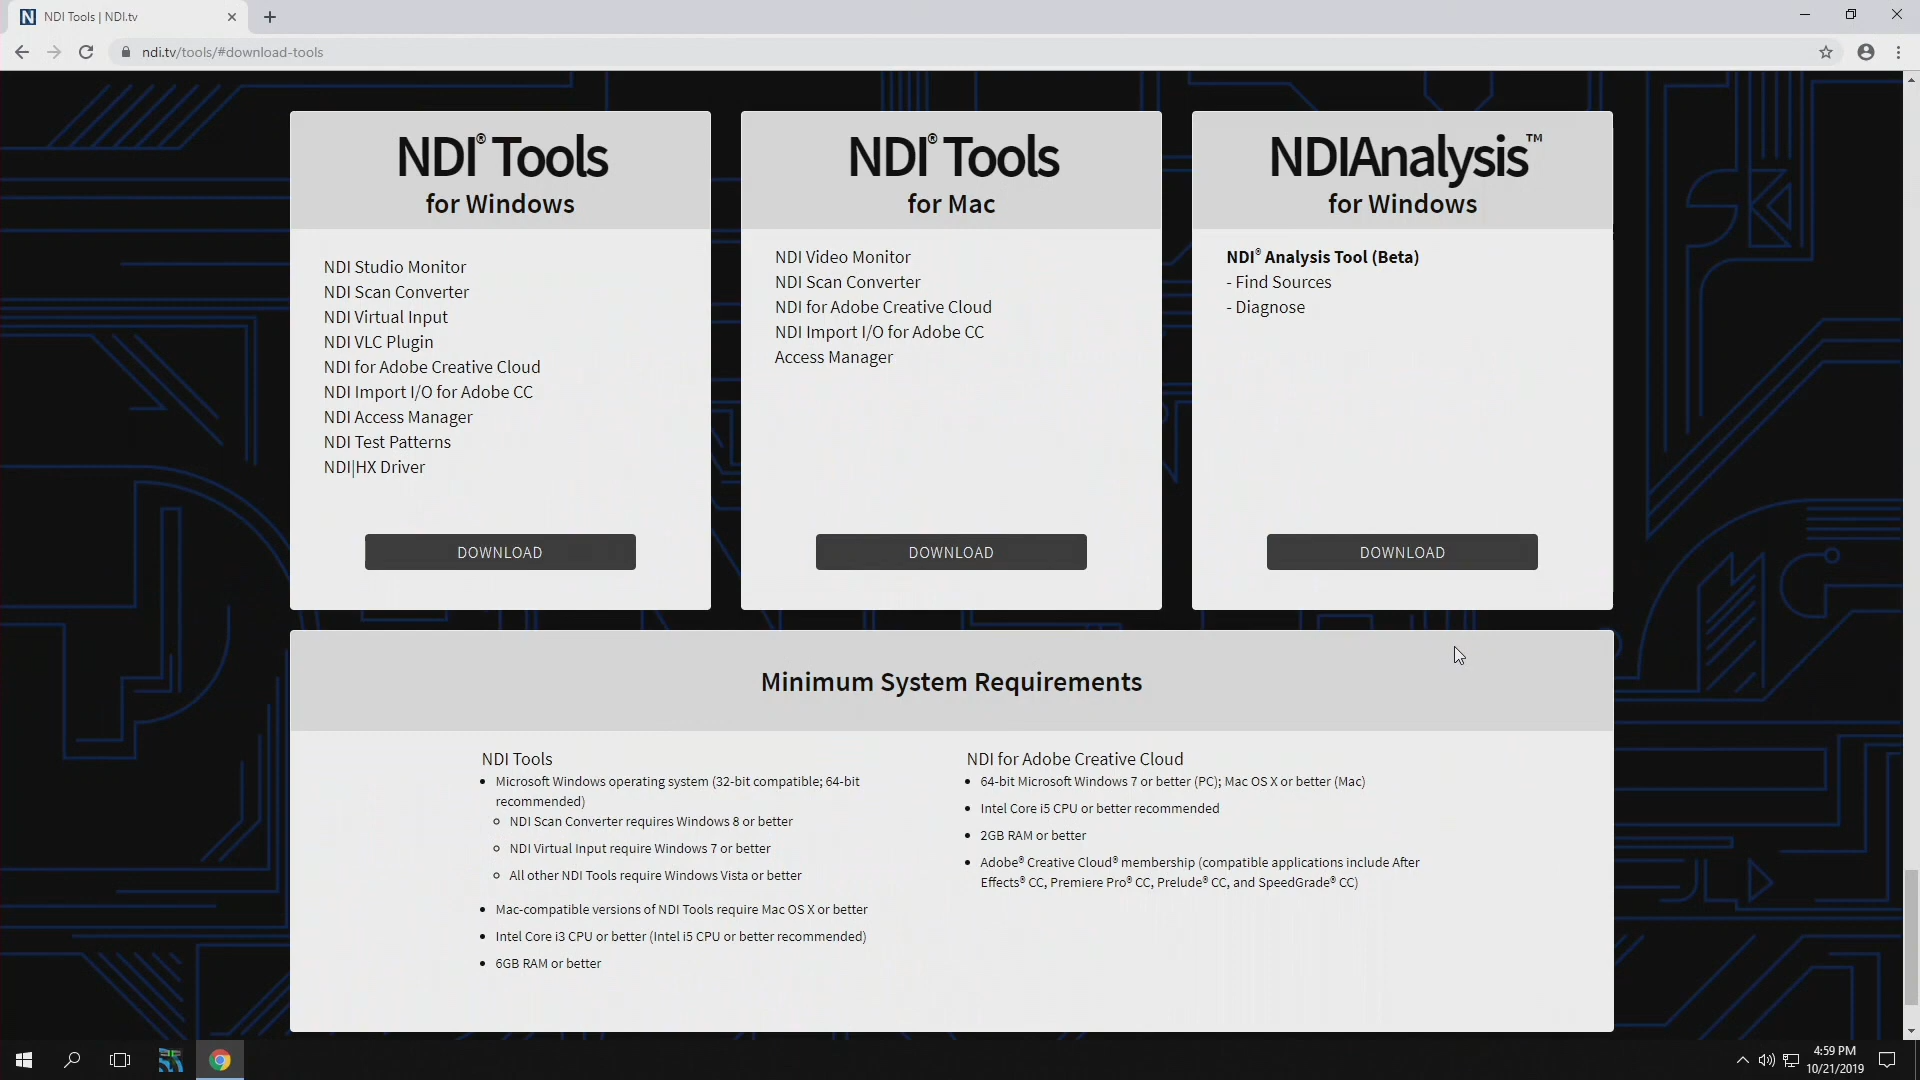 NDI Tools | NDI.tv
ndi.tv/tools/#download-tools
NDI® Tools
for Windows
NDI Studio Monitor
NDI Scan Converter
NDI Virtual Input
NDI VLC Plugin
NDI for Adobe Creative Cloud
NDI Import I/O for Adobe CC
NDI Access Manager
NDI Test Patterns
NDI|HX Driver
DOWNLOAD
NDI® Tools
for Mac
NDI Video Monitor
NDI Scan Converter
NDI for Adobe Creative Cloud
NDI Import I/O for Adobe CC
Access Manager
DOWNLOAD
NDIAnalysis™
for Windows
NDI® Analysis Tool (Beta)
- Find Sources
- Diagnose
DOWNLOAD
Minimum System Requirements
NDI Tools
• Microsoft Windows operating system (32-bit compatible; 64-bit
recommended)
○ NDI Scan Converter requires Windows 8 or better
○ NDI Virtual Input require Windows 7 or better
○ All other NDI Tools require Windows Vista or better
• Mac-compatible versions of NDI Tools require Mac OS X or better
• Intel Core i3 CPU or better (Intel i5 CPU or better recommended)
• 6GB RAM or better
NDI for Adobe Creative Cloud
• 64-bit Microsoft Windows 7 or better (PC); Mac OS X or better (Mac)
• Intel Core i5 CPU or better recommended
• 2GB RAM or better
• Adobe® Creative Cloud® membership (compatible applications include After
Effects® CC, Premiere Pro® CC, Prelude® CC, and SpeedGrade® CC)
4:59 PM
10/21/2019